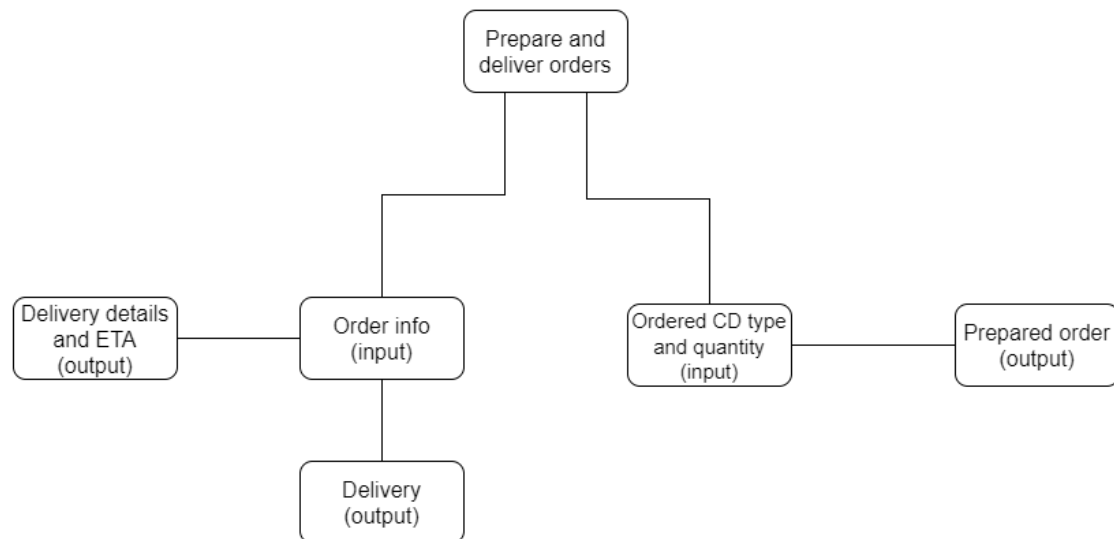 Prepare and
deliver orders
Delivery details
and ETA
(output)
Order info
(input)
Ordered CD type
and quantity
(input)
Prepared order
(output)
Delivery
(output)